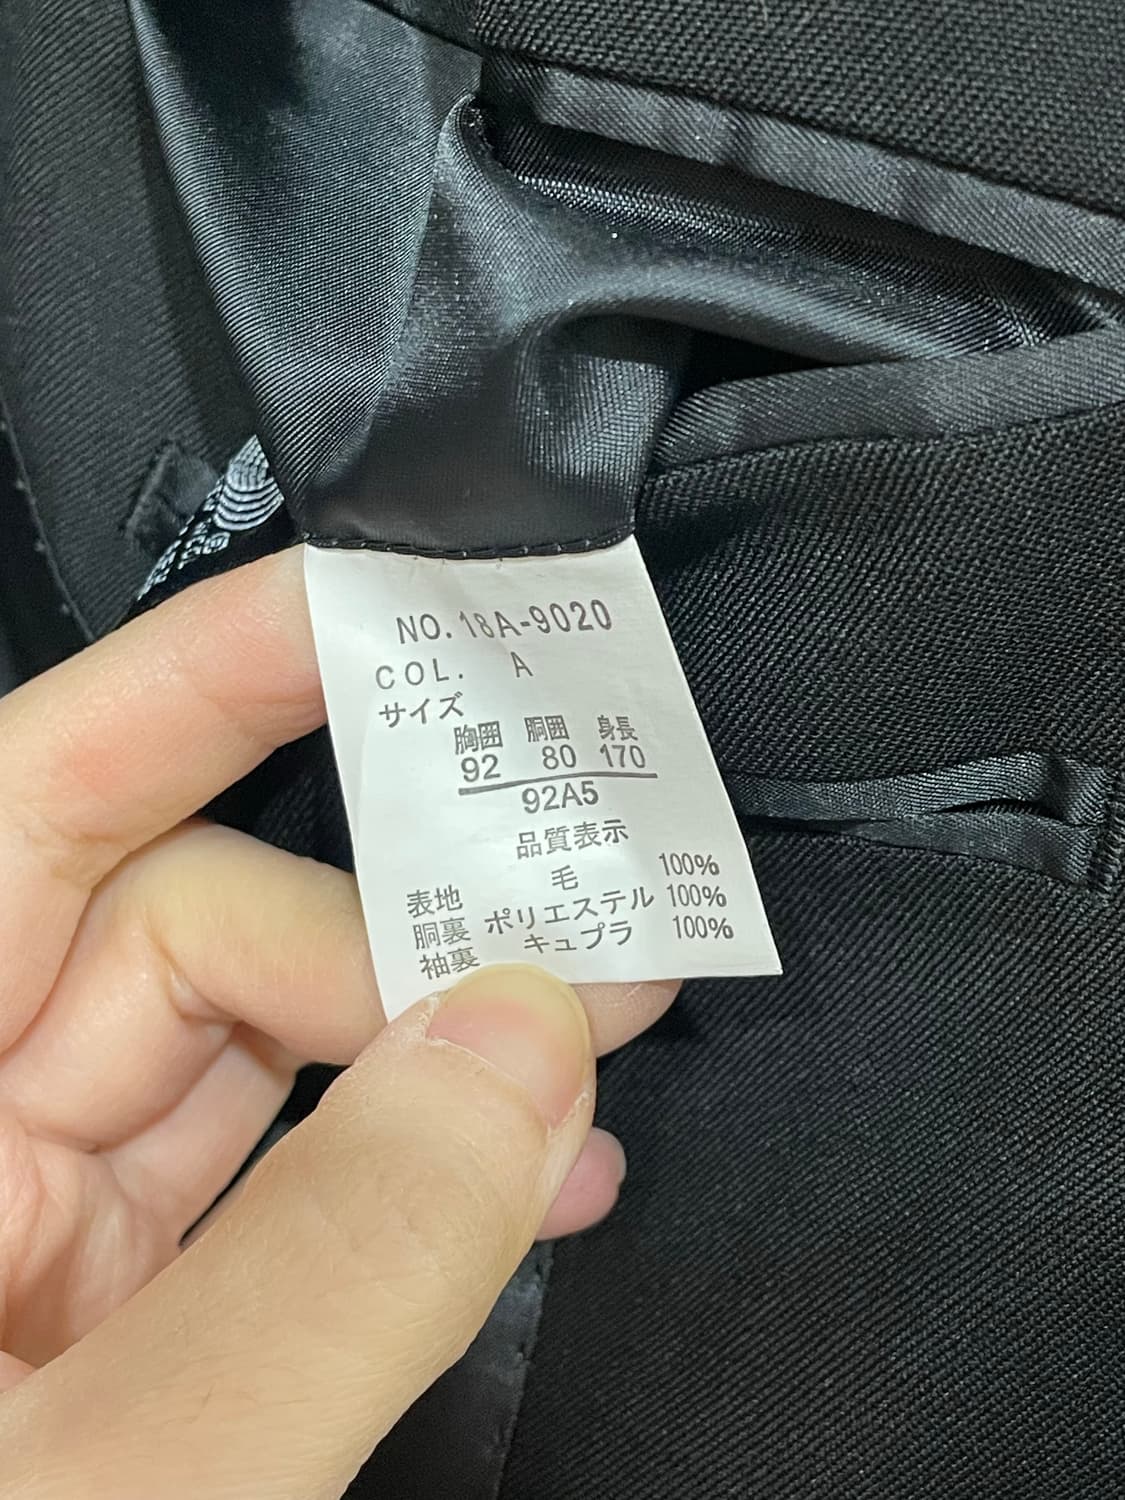 NO. 18A-9020
COL. A
サイズ
胸囲 胴囲 身長
92 80 170
92A5
品質表示
表地 毛 100%
胴裏 ポリエステル 100%
袖裏 キュプラ 100%